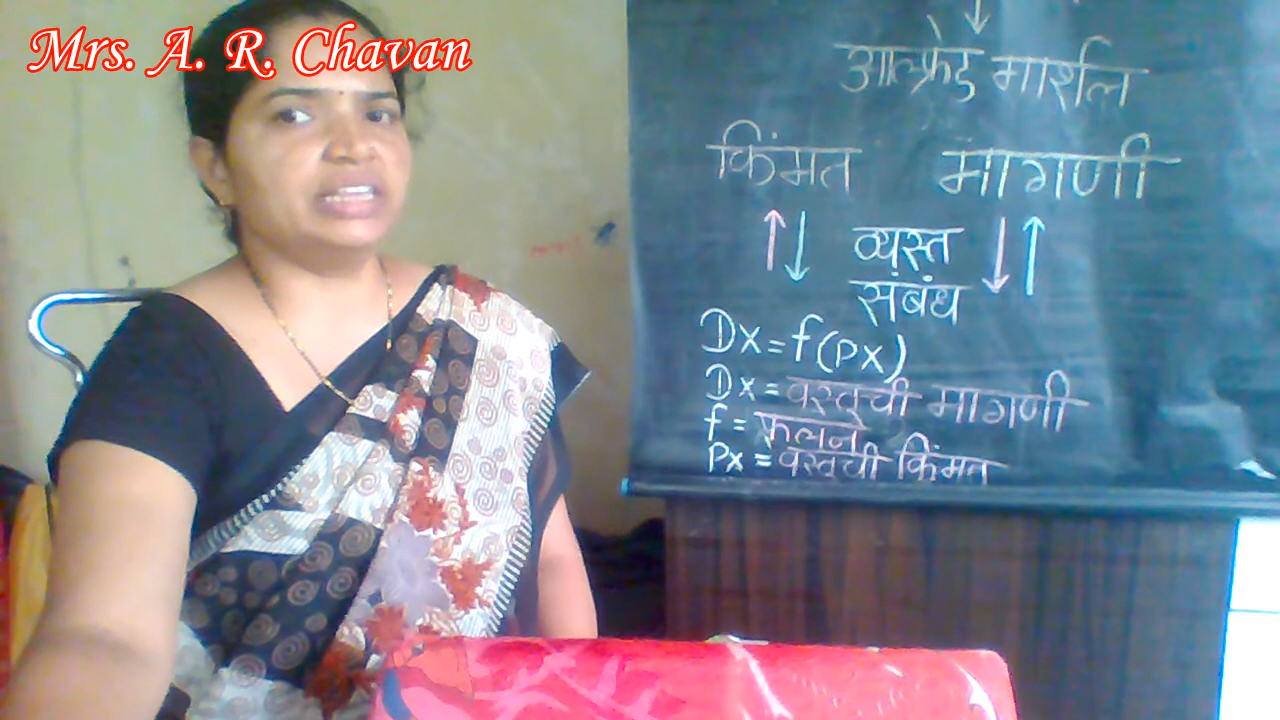 Mrs. A. R. Chavan
आल्फ्रेड मार्शल
किंमत मागणी
व्यस्त
संबंध
Dx = f(Px)
Dx = वस्तुची मागणी
f = फलन
Px = वस्तुची किंमत